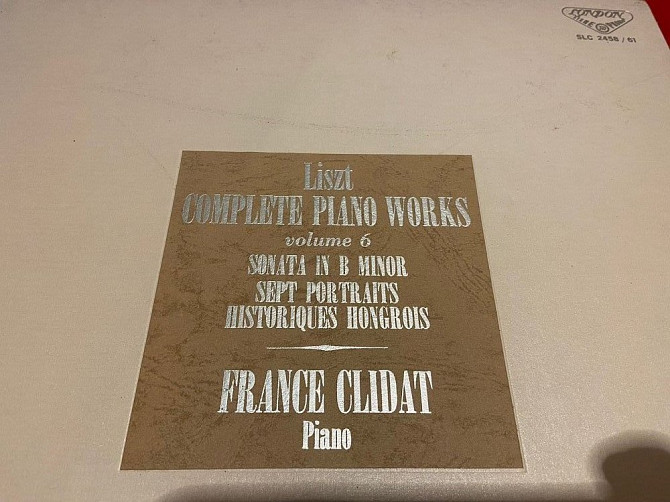 LONDON
SLC 2458/61
Liszt
COMPLETE PIANO WORKS
volume 6
SONATA IN B MINOR
SEPT PORTRAITS
HISTORIQUES HONGROIS
FRANCE CLIDAT
Piano